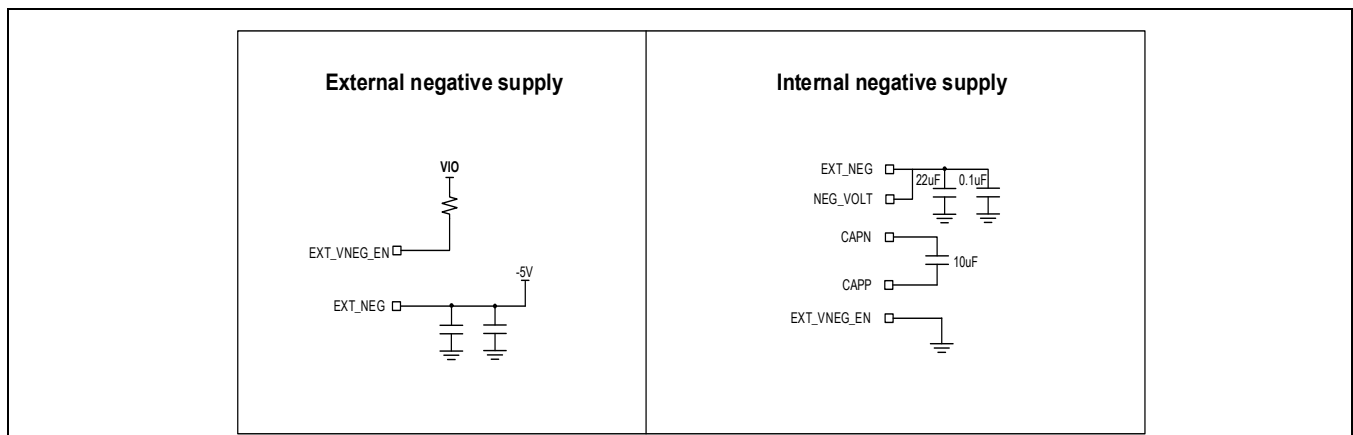 External negative supply
VIO
EXT_VNEG_EN
-5V
EXT_NEG
Internal negative supply
EXT_NEG
22uF 0.1uF
NEG_VOLT
CAPN
10uF
CAPP
EXT_VNEG_EN